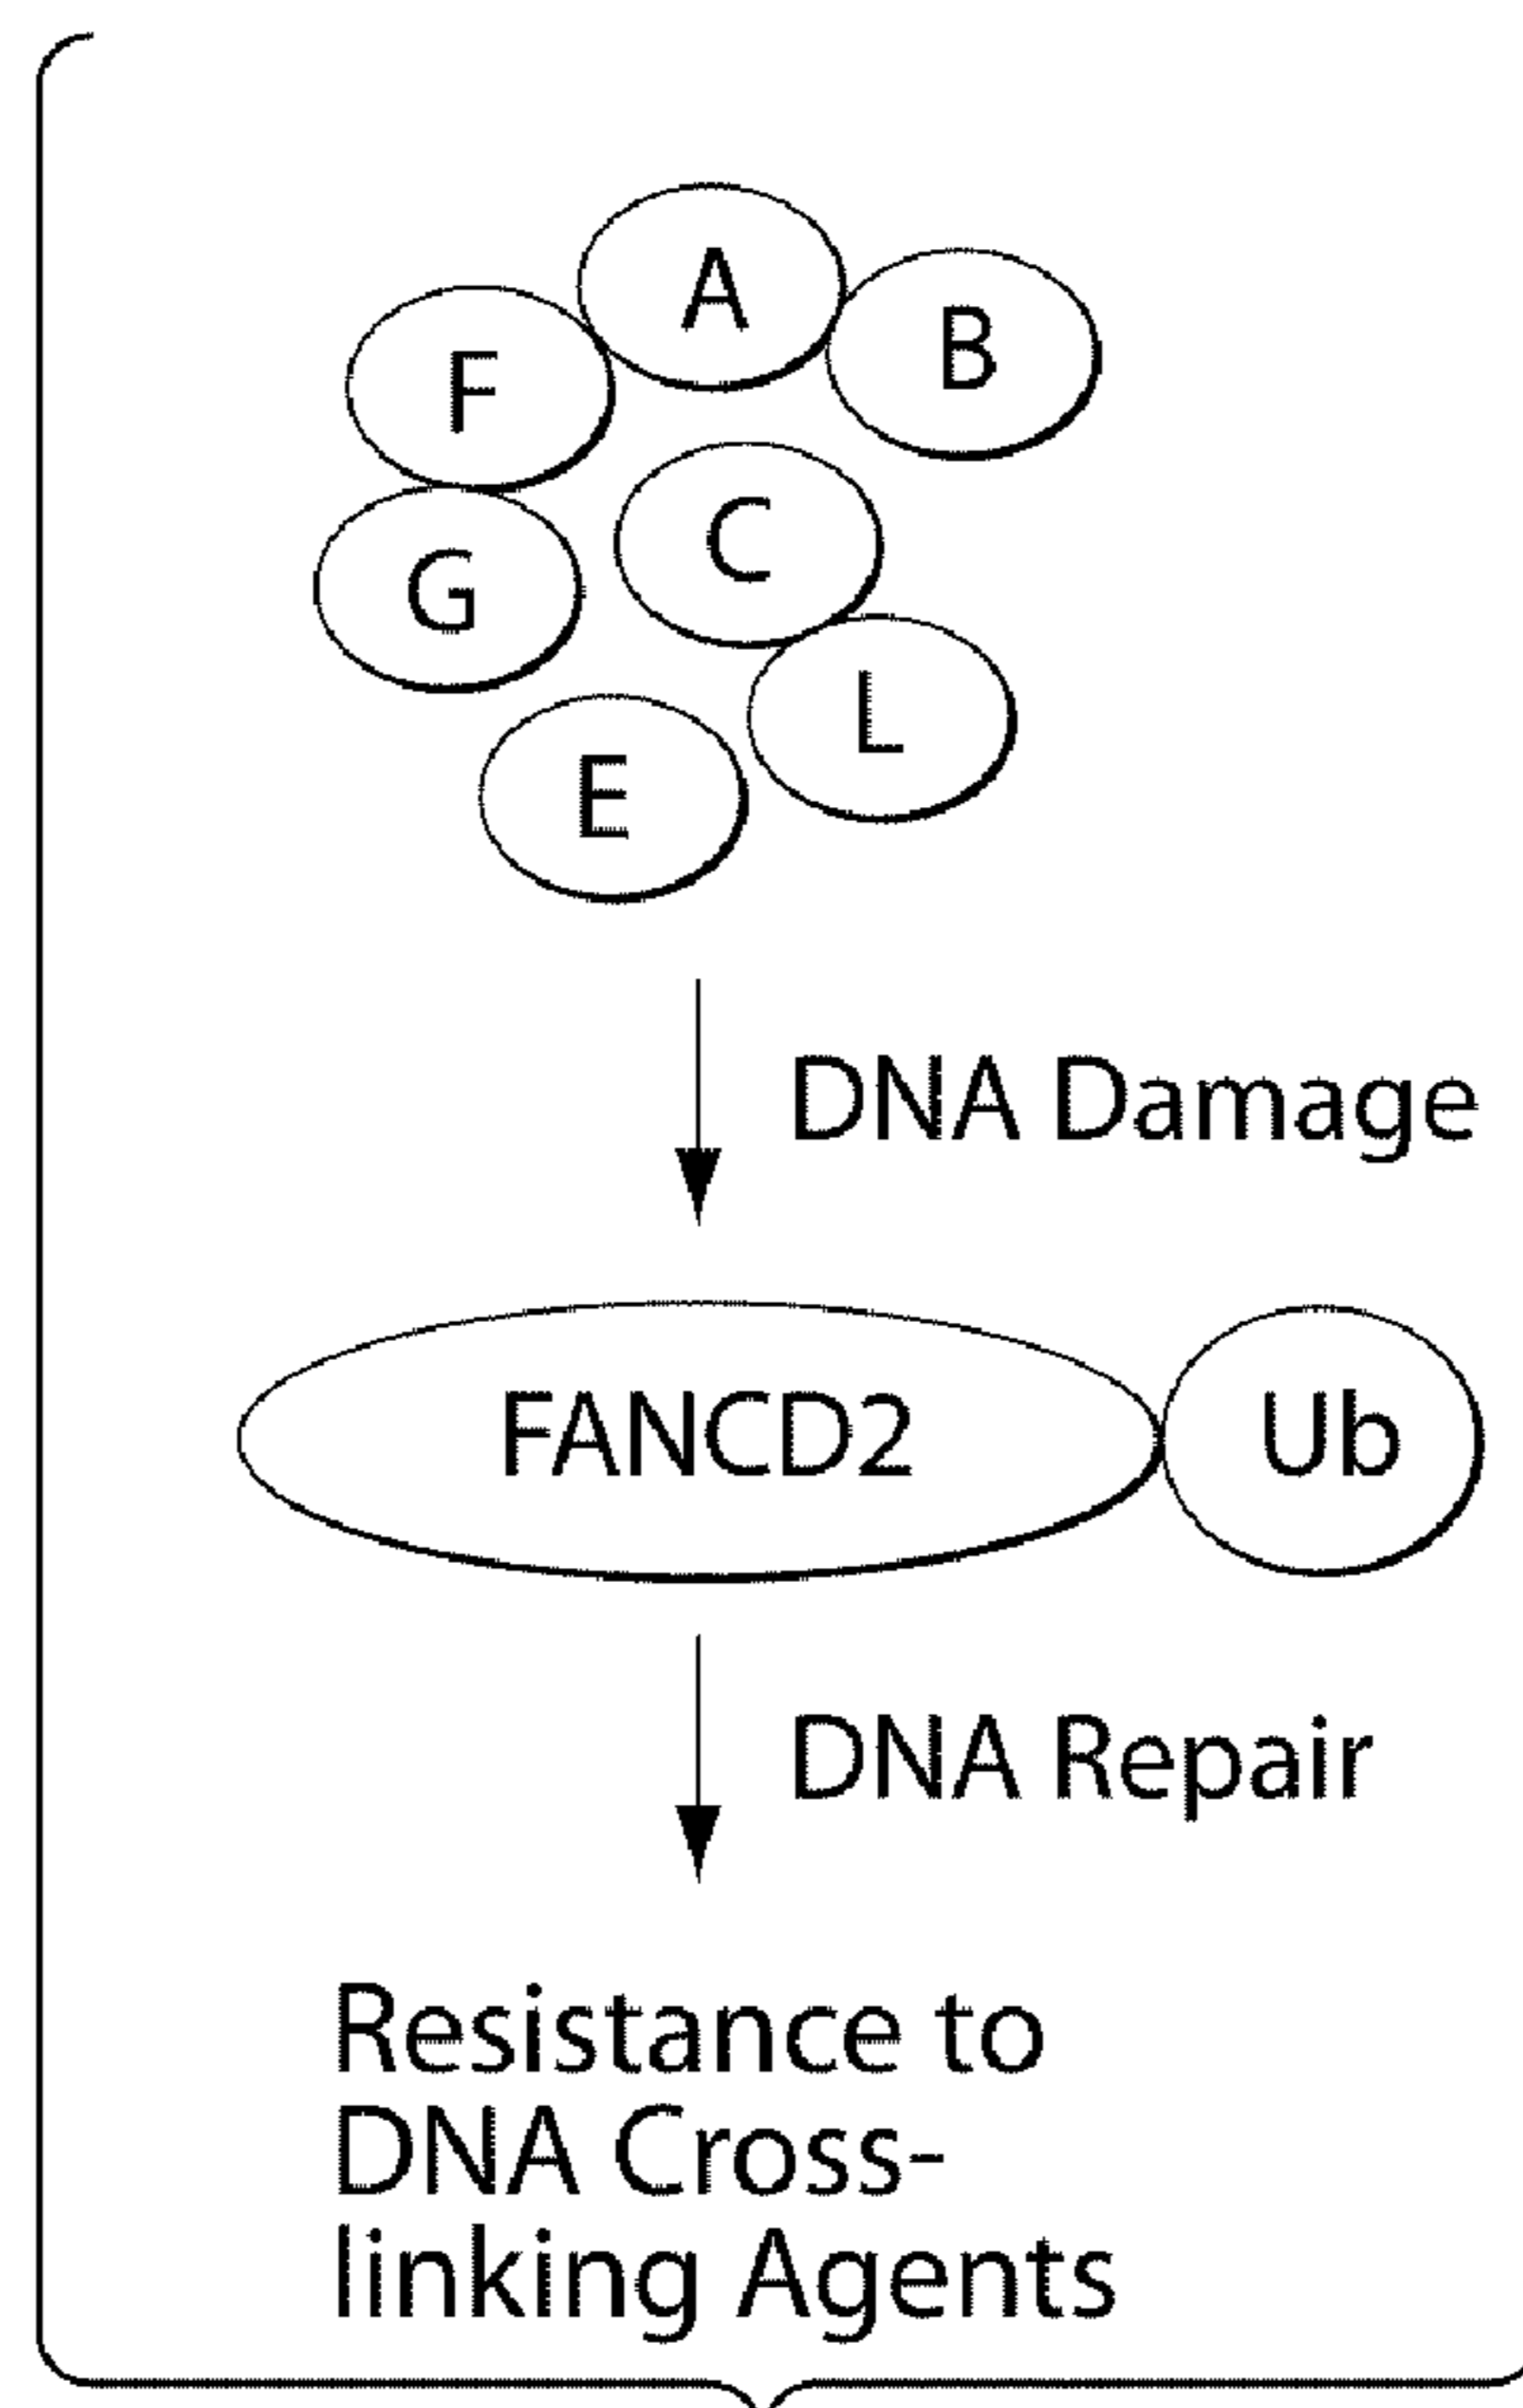 A
B
F
C
G
L
E
DNA Damage
FANCD2
Ub
DNA Repair
Resistance to
DNA Cross-
linking Agents